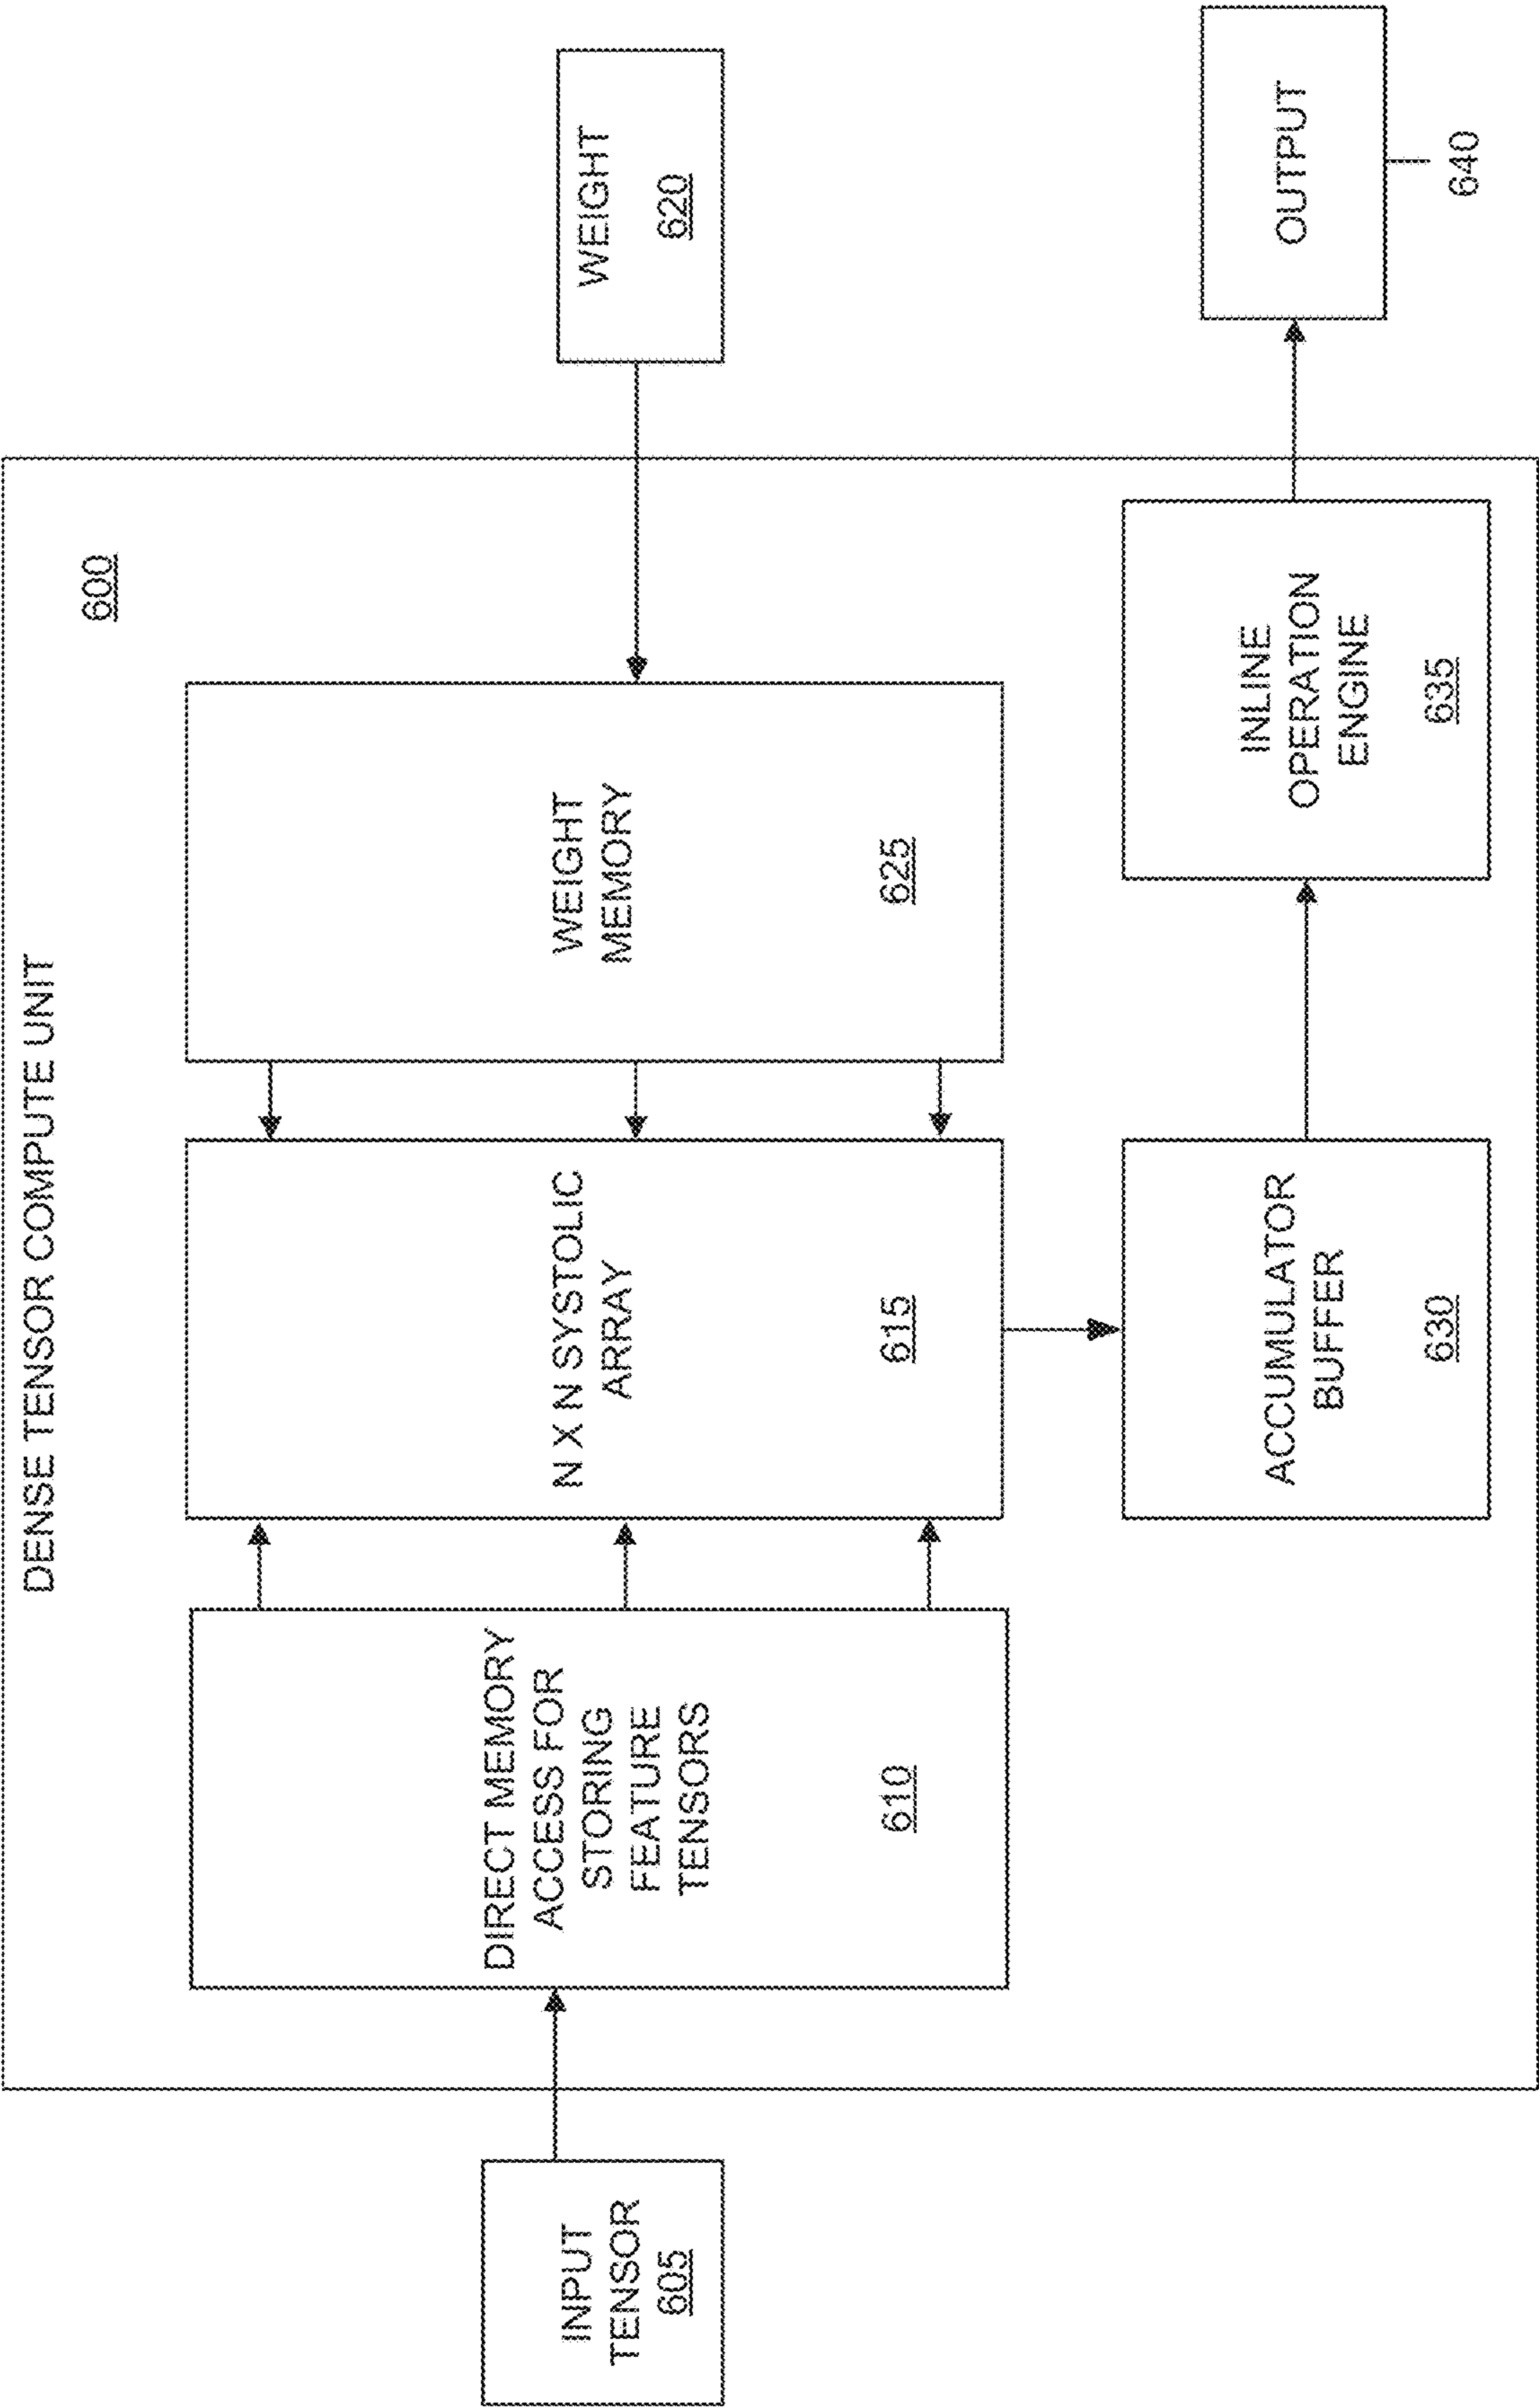 DENSE TENSOR COMPUTE UNIT
600
INPUT
TENSOR
605
DIRECT MEMORY
ACCESS FOR
STORING
FEATURE
TENSORS
610
N X N SYSTOLIC
ARRAY
615
WEIGHT
MEMORY
625
WEIGHT
620
ACCUMULATOR
BUFFER
630
INLINE
OPERATION
ENGINE
635
OUTPUT
640